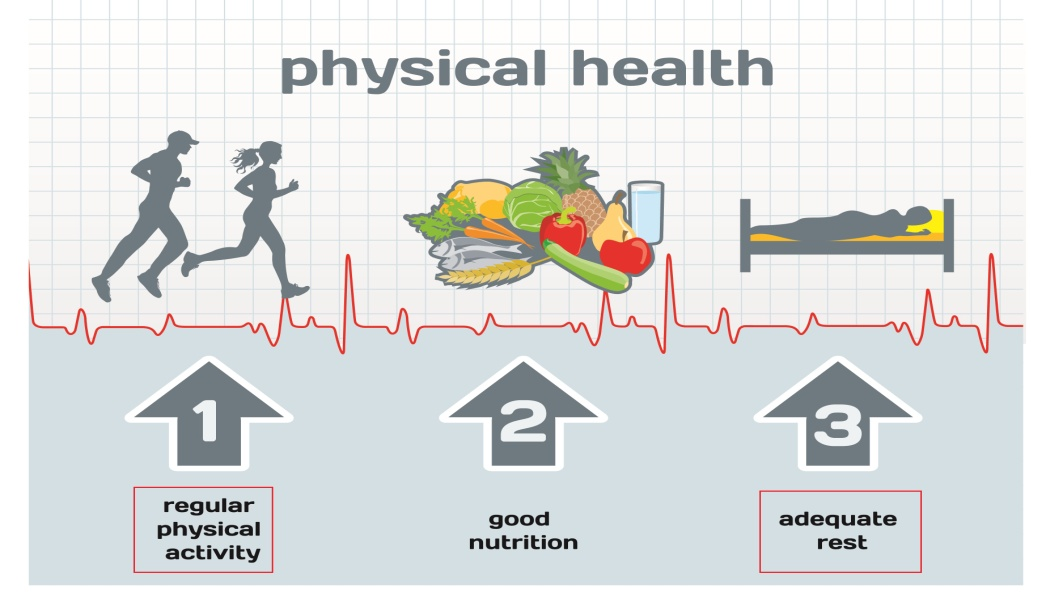 physical health
1
2
3
regular
physical
activity
good
nutrition
adequate
rest